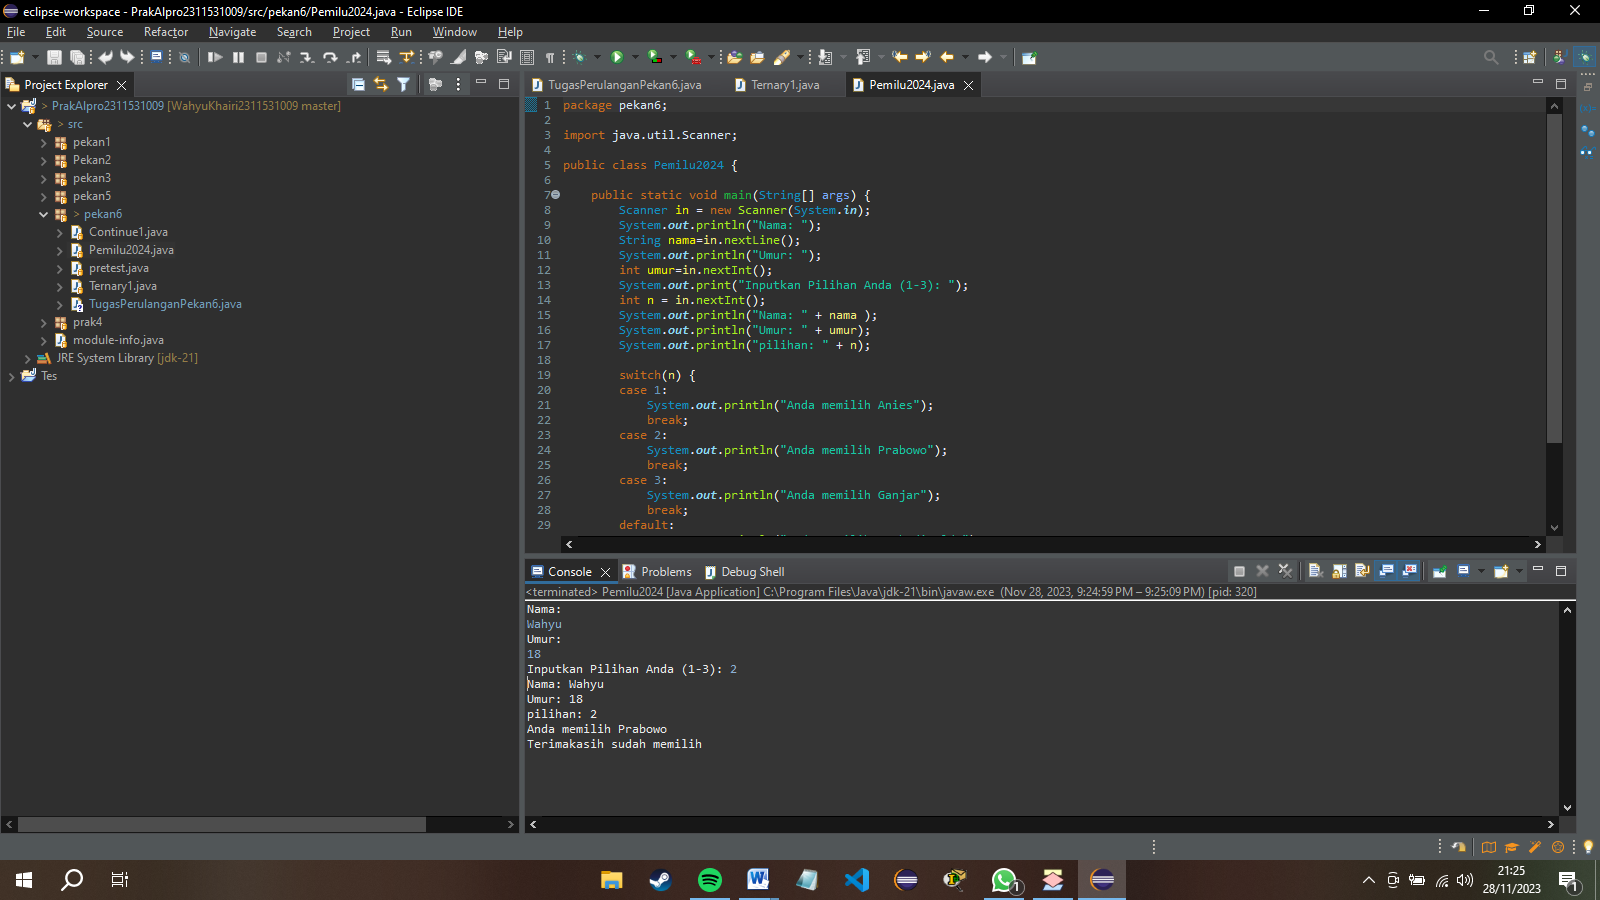 eclipse-workspace - PrakAlpro2311531009/src/pekan6/Pemilu2024.java - Eclipse IDE
File Edit Source Refactor Navigate Search Project Run Window Help
Project Explorer
> PrakAlpro2311531009 [WahyuKhairi2311531009 master]
> src
pekan1
Pekan2
pekan3
pekan5
> pekan6
Continue1.java
Pemilu2024.java
pretest.java
Ternary1.java
TugasPerulanganPekan6.java
prak4
module-info.java
JRE System Library [jdk-21]
Tes
TugasPerulanganPekan6.java Ternary1.java Pemilu2024.java
1 package pekan6;
2
3 import java.util.Scanner;
4
5 public class Pemilu2024 {
6
7 public static void main(String[] args) {
8 Scanner in = new Scanner(System.in);
9 System.out.println("Nama: ");
10 String nama=in.nextLine();
11 System.out.println("Umur: ");
12 int umur=in.nextInt();
13 System.out.print("Inputkan Pilihan Anda (1-3): ");
14 int n = in.nextInt();
15 System.out.println("Nama: " + nama );
16 System.out.println("Umur: " + umur);
17 System.out.println("pilihan: " + n);
18
19 switch(n) {
20 case 1:
21 System.out.println("Anda memilih Anies");
22 break;
23 case 2:
24 System.out.println("Anda memilih Prabowo");
25 break;
26 case 3:
27 System.out.println("Anda memilih Ganjar");
28 break;
29 default:
Console Problems Debug Shell
<terminated> Pemilu2024 [Java Application] C:\Program Files\Java\jdk-21\bin\javaw.exe (Nov 28, 2023, 9:24:59 PM – 9:25:09 PM) [pid: 320]
Nama:
Wahyu
Umur:
18
Inputkan Pilihan Anda (1-3): 2
Nama: Wahyu
Umur: 18
pilihan: 2
Anda memilih Prabowo
Terimakasih sudah memilih
21:25
28/11/2023
1
1